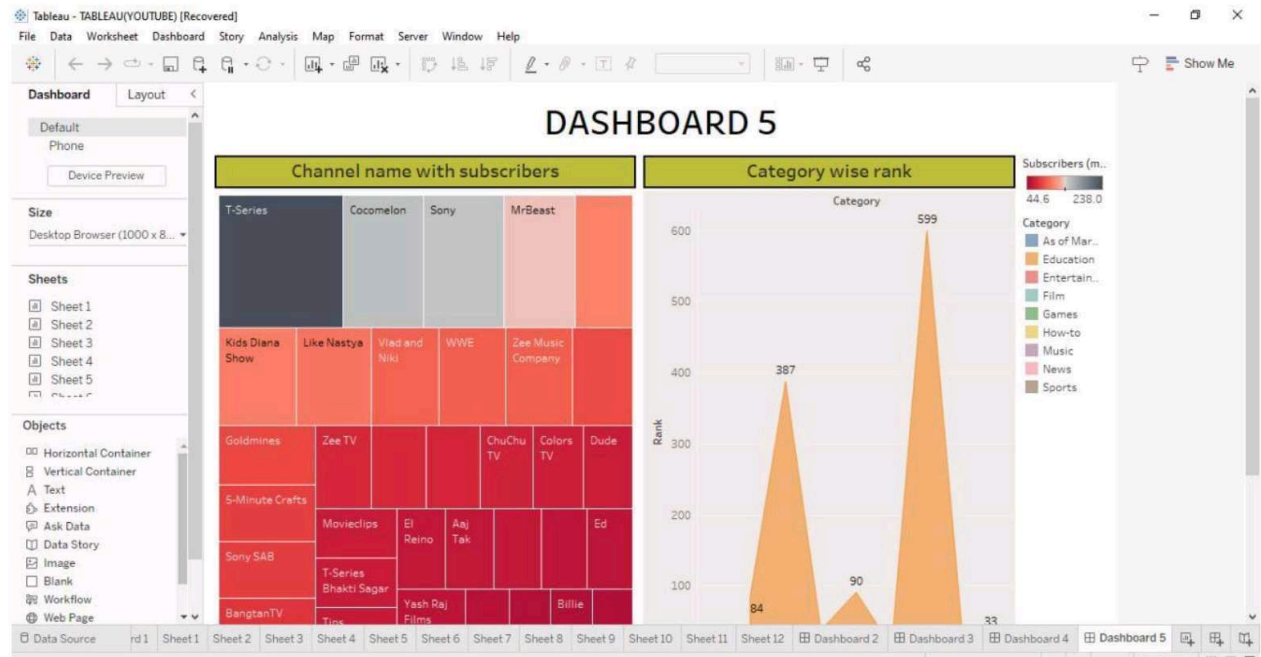 Tableau - TABLEAU(YOUTUBE) [Recovered]
File Data Worksheet Dashboard Story Analysis Map Format Server Window Help
Show Me
Dashboard Layout
Default
Phone
Device Preview
Size
Desktop Browser (1000 x 8...
Sheets
Sheet 1
Sheet 2
Sheet 3
Sheet 4
Sheet 5
Objects
Horizontal Container
Vertical Container
A Text
Extension
Ask Data
Data Story
Image
Blank
Workflow
Web Page
DASHBOARD 5
Channel name with subscribers
T-Series Cocomelon Sony MrBeast
Kids Diana Show
Like Nastya
Vlad and Niki
WWE
Zee Music Company
Goldmines
Zee TV
ChuChu TV
Colors TV
Dude
5-Minute Crafts
Movieclips
El Reino
Aaj Tak
Ed
Sony SAB
T-Series Bhakti Sagar
Yash Raj Films
Billie
BangtanTV
Tips
Category wise rank
Category
Rank
600
500
400
300
200
100
84
387
90
599
33
Subscribers (m..
44.6 238.0
Category
As of Mar..
Education
Entertain..
Film
Games
How-to
Music
News
Sports
Data Source rd 1 Sheet 1 Sheet 2 Sheet 3 Sheet 4 Sheet 5 Sheet 6 Sheet 7 Sheet 8 Sheet 9 Sheet 10 Sheet 11 Sheet 12 Dashboard 2 Dashboard 3 Dashboard 4 Dashboard 5